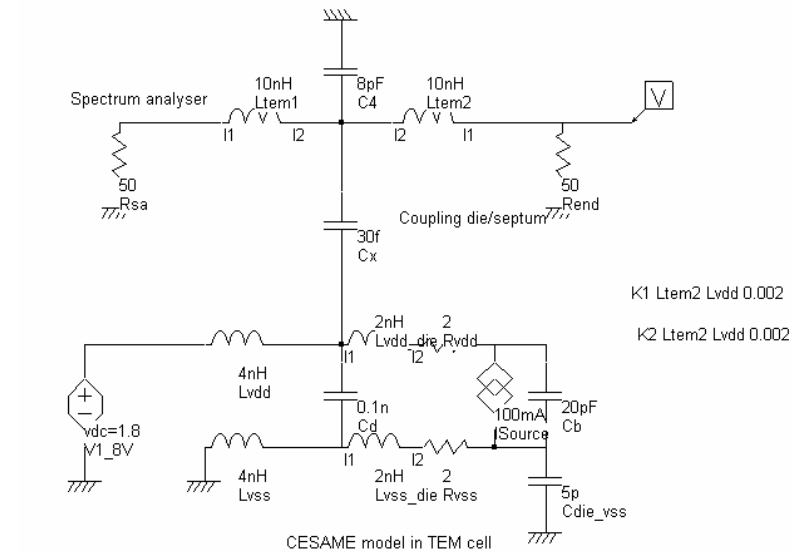 10nH
Ltem1
8pF
C4
10nH
Ltem2
V
Spectrum analyser
I1
I2
I2
I1
50
Rsa
50
Rend
Coupling die/septum
30f
Cx
K1 Ltem2 Lvdd 0.002
K2 Ltem2 Lvdd 0.002
2nH
2
Lvdd_die Rvdd
I1
I2
4nH
Lvdd
+
−
vdc=1.8
V1_8V
0.1n
Cd
100mA
ISource
20pF
Cb
I1
I2
4nH
Lvss
2nH
2
Lvss_die Rvss
5p
Cdie_vss
CESAME model in TEM cell